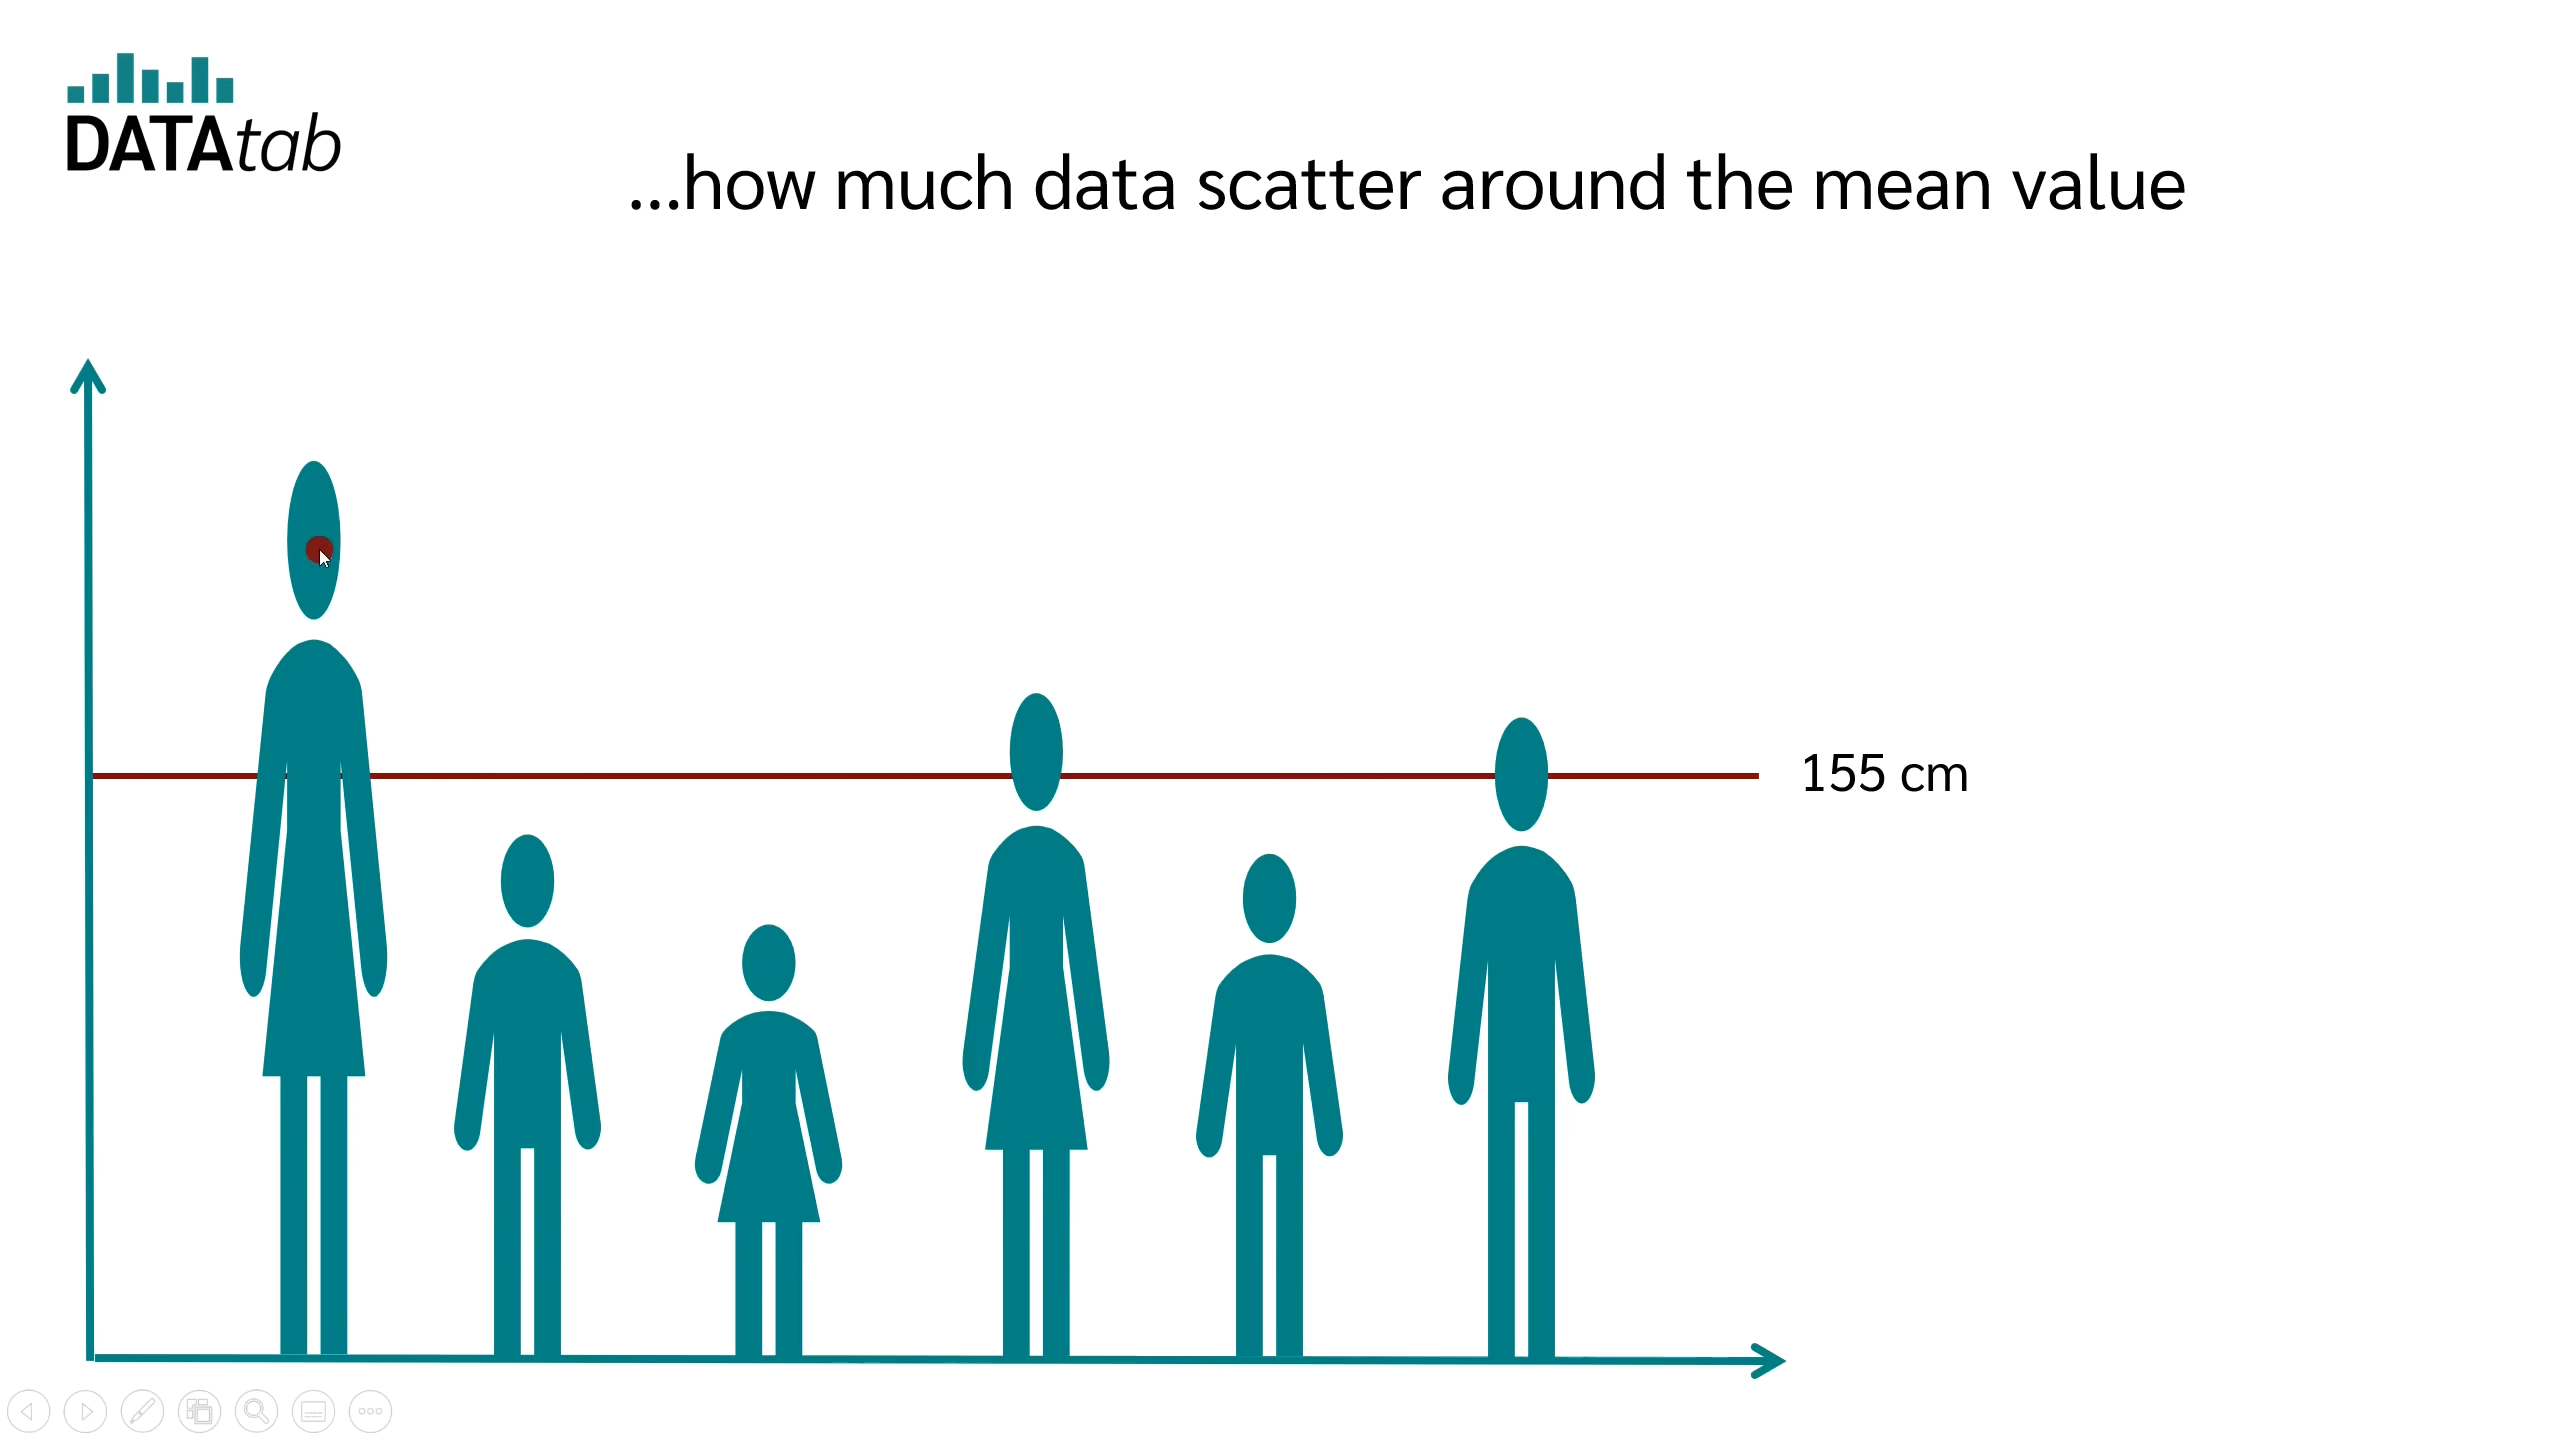 DATAtab
...how much data scatter around the mean value
155 cm